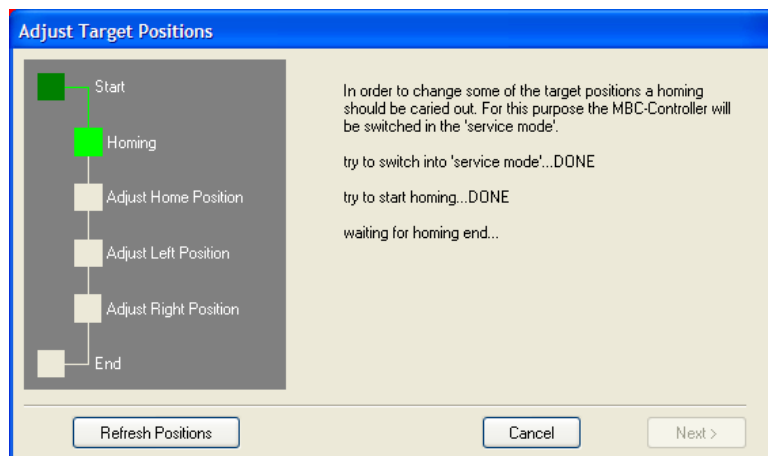 Adjust Target Positions
Start
Homing
Adjust Home Position
Adjust Left Position
Adjust Right Position
End
In order to change some of the target positions a homing
should be caried out. For this purpose the MBC-Controller will
be switched in the 'service mode'.
try to switch into 'service mode'...DONE
try to start homing...DONE
waiting for homing end...
Refresh Positions
Cancel
Next >